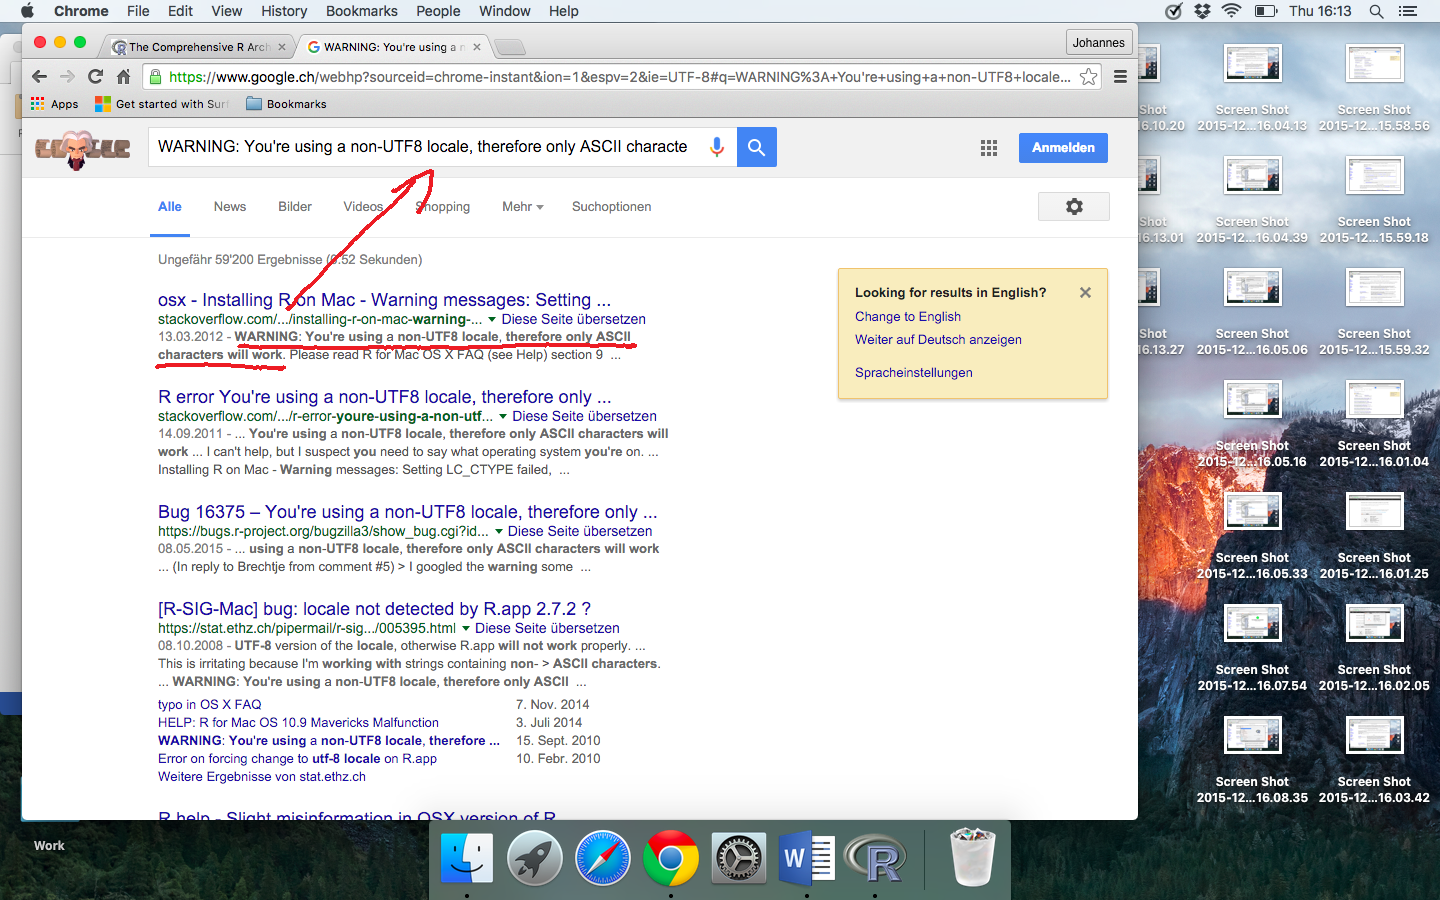 Chrome File Edit View History Bookmarks People Window Help
Thu 16:13
The Comprehensive R Arch
WARNING: You're using a n
Johannes
https://www.google.ch/webhp?sourceid=chrome-instant&ion=1&espv=2&ie=UTF-8#q=WARNING%3A+You're+using+a+non-UTF8+locale...
Apps Get started with Surf Bookmarks
WARNING: You're using a non-UTF8 locale, therefore only ASCII characte
Anmelden
Alle News Bilder Videos Shopping Mehr Suchoptionen
Ungefähr 59'200 Ergebnisse (0.52 Sekunden)
osx - Installing R on Mac - Warning messages: Setting ...
stackoverflow.com/.../installing-r-on-mac-warning-... Diese Seite übersetzen
13.03.2012 - WARNING: You're using a non-UTF8 locale, therefore only ASCII
characters will work. Please read R for Mac OS X FAQ (see Help) section 9 ...
R error You're using a non-UTF8 locale, therefore only ...
stackoverflow.com/.../r-error-youre-using-a-non-utf... Diese Seite übersetzen
14.09.2011 - ... You're using a non-UTF8 locale, therefore only ASCII characters will
work ... I can't help, but I suspect you need to say what operating system you're on. ...
Installing R on Mac - Warning messages: Setting LC_CTYPE failed, ...
Bug 16375 – You're using a non-UTF8 locale, therefore only ...
https://bugs.r-project.org/bugzilla3/show_bug.cgi?id... Diese Seite übersetzen
08.05.2015 - ... using a non-UTF8 locale, therefore only ASCII characters will work
... (In reply to Brechtje from comment #5) > I googled the warning some ...
[R-SIG-Mac] bug: locale not detected by R.app 2.7.2 ?
https://stat.ethz.ch/pipermail/r-sig.../005395.html Diese Seite übersetzen
08.10.2008 - UTF-8 version of the locale, otherwise R.app will not work properly. ...
This is irritating because I'm working with strings containing non- > ASCII characters.
... WARNING: You're using a non-UTF8 locale, therefore only ASCII ...
typo in OS X FAQ 7. Nov. 2014
HELP: R for Mac OS 10.9 Mavericks Malfunction 3. Juli 2014
WARNING: You're using a non-UTF8 locale, therefore ... 15. Sept. 2010
Error on forcing change to utf-8 locale on R.app 10. Febr. 2010
Weitere Ergebnisse von stat.ethz.ch
R help - Slight misinformation in OSX version of R
Looking for results in English?
Change to English
Weiter auf Deutsch anzeigen
Spracheinstellungen
Shot Screen Shot Screen Shot
16.10.20 2015-12...16.04.13 2015-12...15.58.56
Shot Screen Shot Screen Shot
16.13.01 2015-12...16.04.39 2015-12...15.59.18
Shot Screen Shot Screen Shot
16.13.27 2015-12...16.05.06 2015-12...15.59.32
Screen Shot Screen Shot
2015-12...16.05.16 2015-12...16.01.04
Screen Shot Screen Shot
2015-12...16.05.33 2015-12...16.01.25
Screen Shot Screen Shot
2015-12...16.07.54 2015-12...16.02.05
Screen Shot Screen Shot
2015-12...16.08.35 2015-12...16.03.42
Work
W R